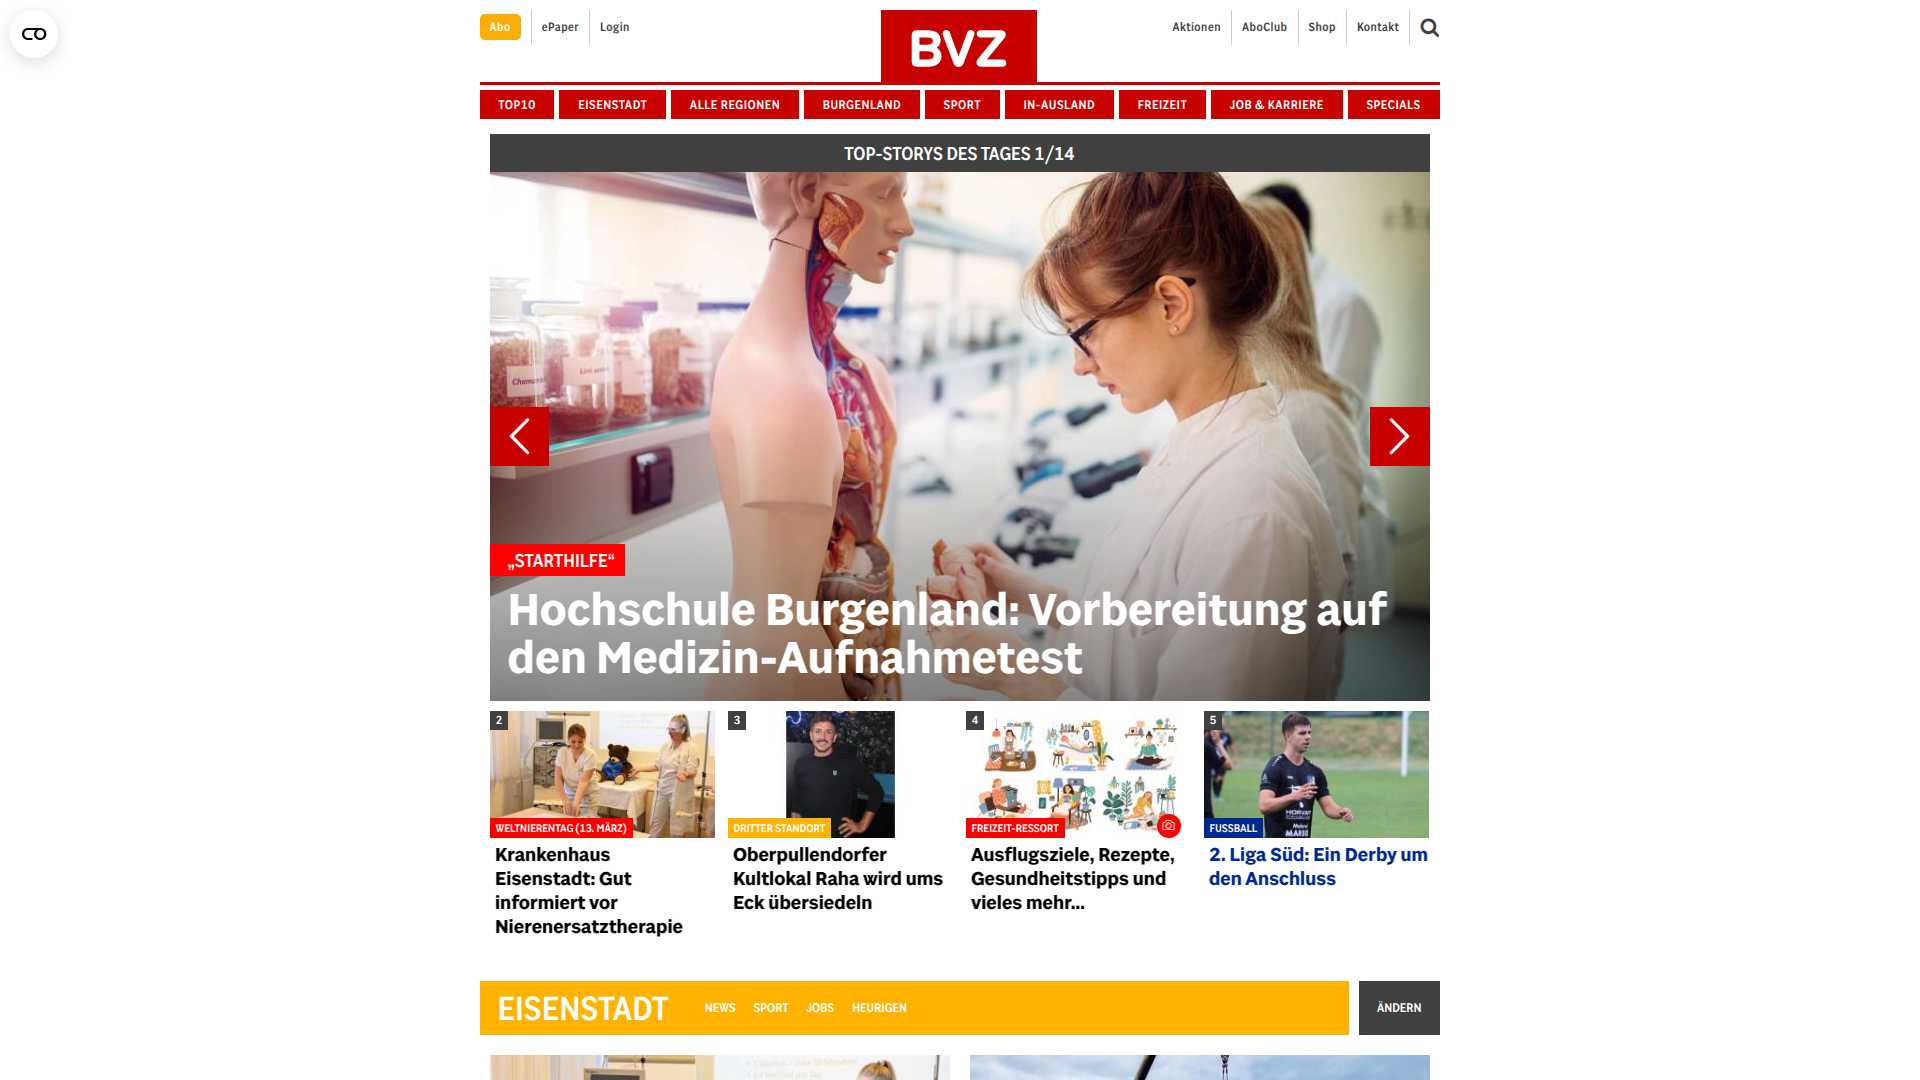 Abo
ePaper
Login
BVZ
Aktionen
AboClub
Shop
Kontakt
TOP10
EISENSTADT
ALLE REGIONEN
BURGENLAND
SPORT
IN-AUSLAND
FREIZEIT
JOB & KARRIERE
SPECIALS
TOP-STORYS DES TAGES 1/14
„STARTHILFE“
Hochschule Burgenland: Vorbereitung auf
den Medizin-Aufnahmetest
2
WELTNIERENTAG (13. MÄRZ)
Krankenhaus
Eisenstadt: Gut
informiert vor
Nierenersatztherapie
3
DRITTER STANDORT
Oberpullendorfer
Kultlokal Raha wird ums
Eck übersiedeln
4
FREIZEIT-RESSORT
Ausflugsziele, Rezepte,
Gesundheitstipps und
vieles mehr...
5
FUSSBALL
2. Liga Süd: Ein Derby um
den Anschluss
EISENSTADT
NEWS
SPORT
JOBS
HEURIGEN
ÄNDERN